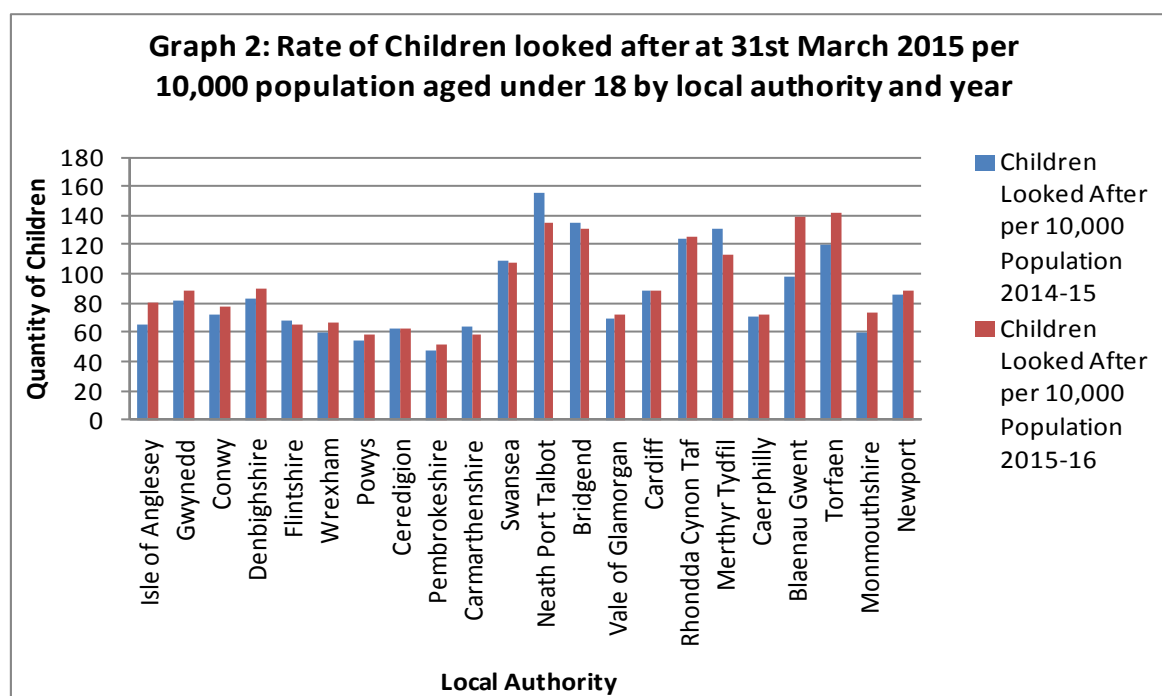 Graph 2: Rate of Children looked after at 31st March 2015 per
10,000 population aged under 18 by local authority and year
Quantity of Children
180
160
140
120
100
80
60
40
20
0
Isle of Anglesey
Gwynedd
Conwy
Denbighshire
Flintshire
Wrexham
Powys
Ceredigion
Pembrokeshire
Carmarthenshire
Swansea
Neath Port Talbot
Bridgend
Vale of Glamorgan
Cardiff
Rhondda Cynon Taf
Merthyr Tydfil
Caerphilly
Blaenau Gwent
Torfaen
Monmouthshire
Newport
Local Authority
Children
Looked After
per 10,000
Population
2014-15
Children
Looked After
per 10,000
Population
2015-16